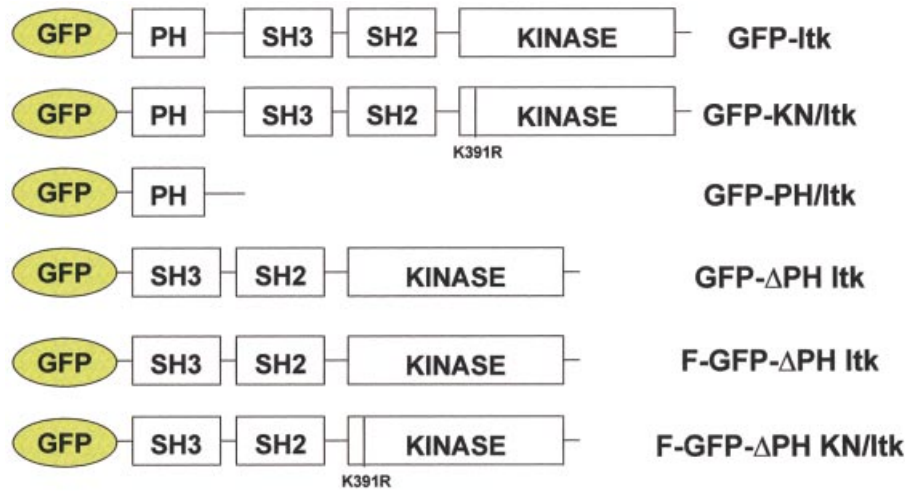 GFP PH SH3 SH2 KINASE GFP-Itk
GFP PH SH3 SH2 KINASE GFP-KN/Itk
K391R
GFP PH GFP-PH/Itk
GFP SH3 SH2 KINASE GFP-ΔPH Itk
GFP SH3 SH2 KINASE F-GFP-ΔPH Itk
GFP SH3 SH2 KINASE F-GFP-ΔPH KN/Itk
K391R